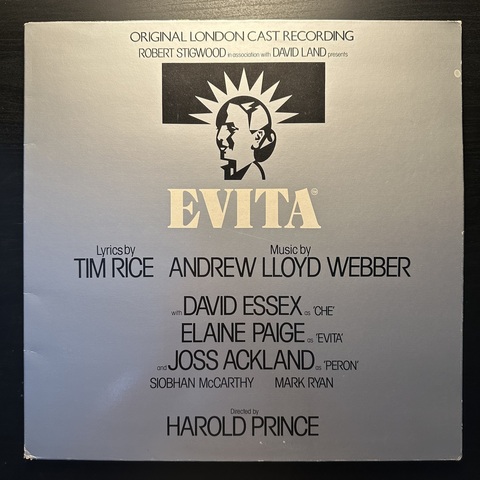 ORIGINAL LONDON CAST RECORDING
ROBERT STIGWOOD in association with DAVID LAND presents
EVITA™
Lyrics by Music by
TIM RICE ANDREW LLOYD WEBBER
with DAVID ESSEX as 'CHE'
ELAINE PAIGE as 'EVITA'
and JOSS ACKLAND as 'PERON'
SIOBHAN McCARTHY MARK RYAN
Directed by
HAROLD PRINCE